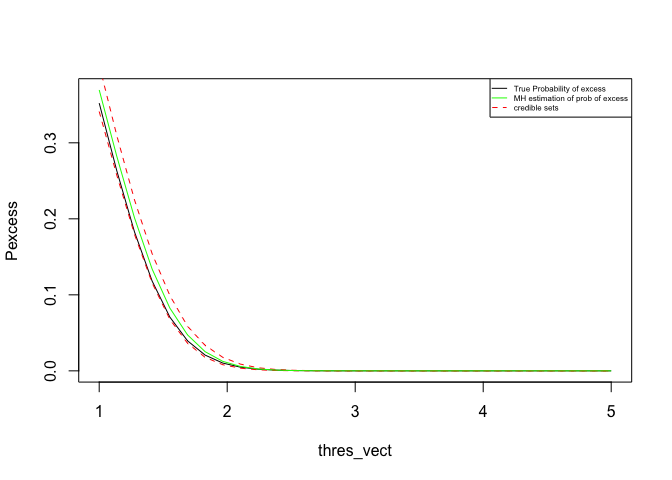 True Probability of excess
MH estimation of prob of excess
credible sets
Pexcess
0.3
0.2
0.1
0.0
1 2 3 4 5
thres_vect